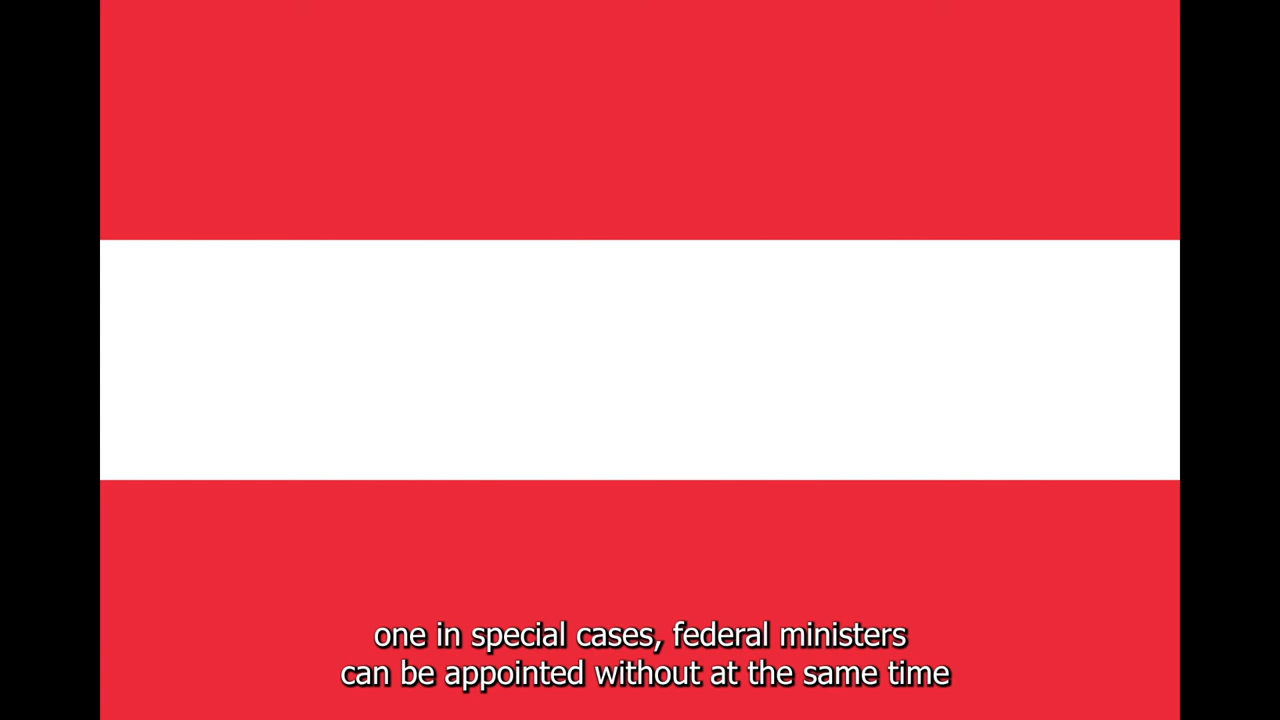 one in special cases, federal ministers
can be appointed without at the same time